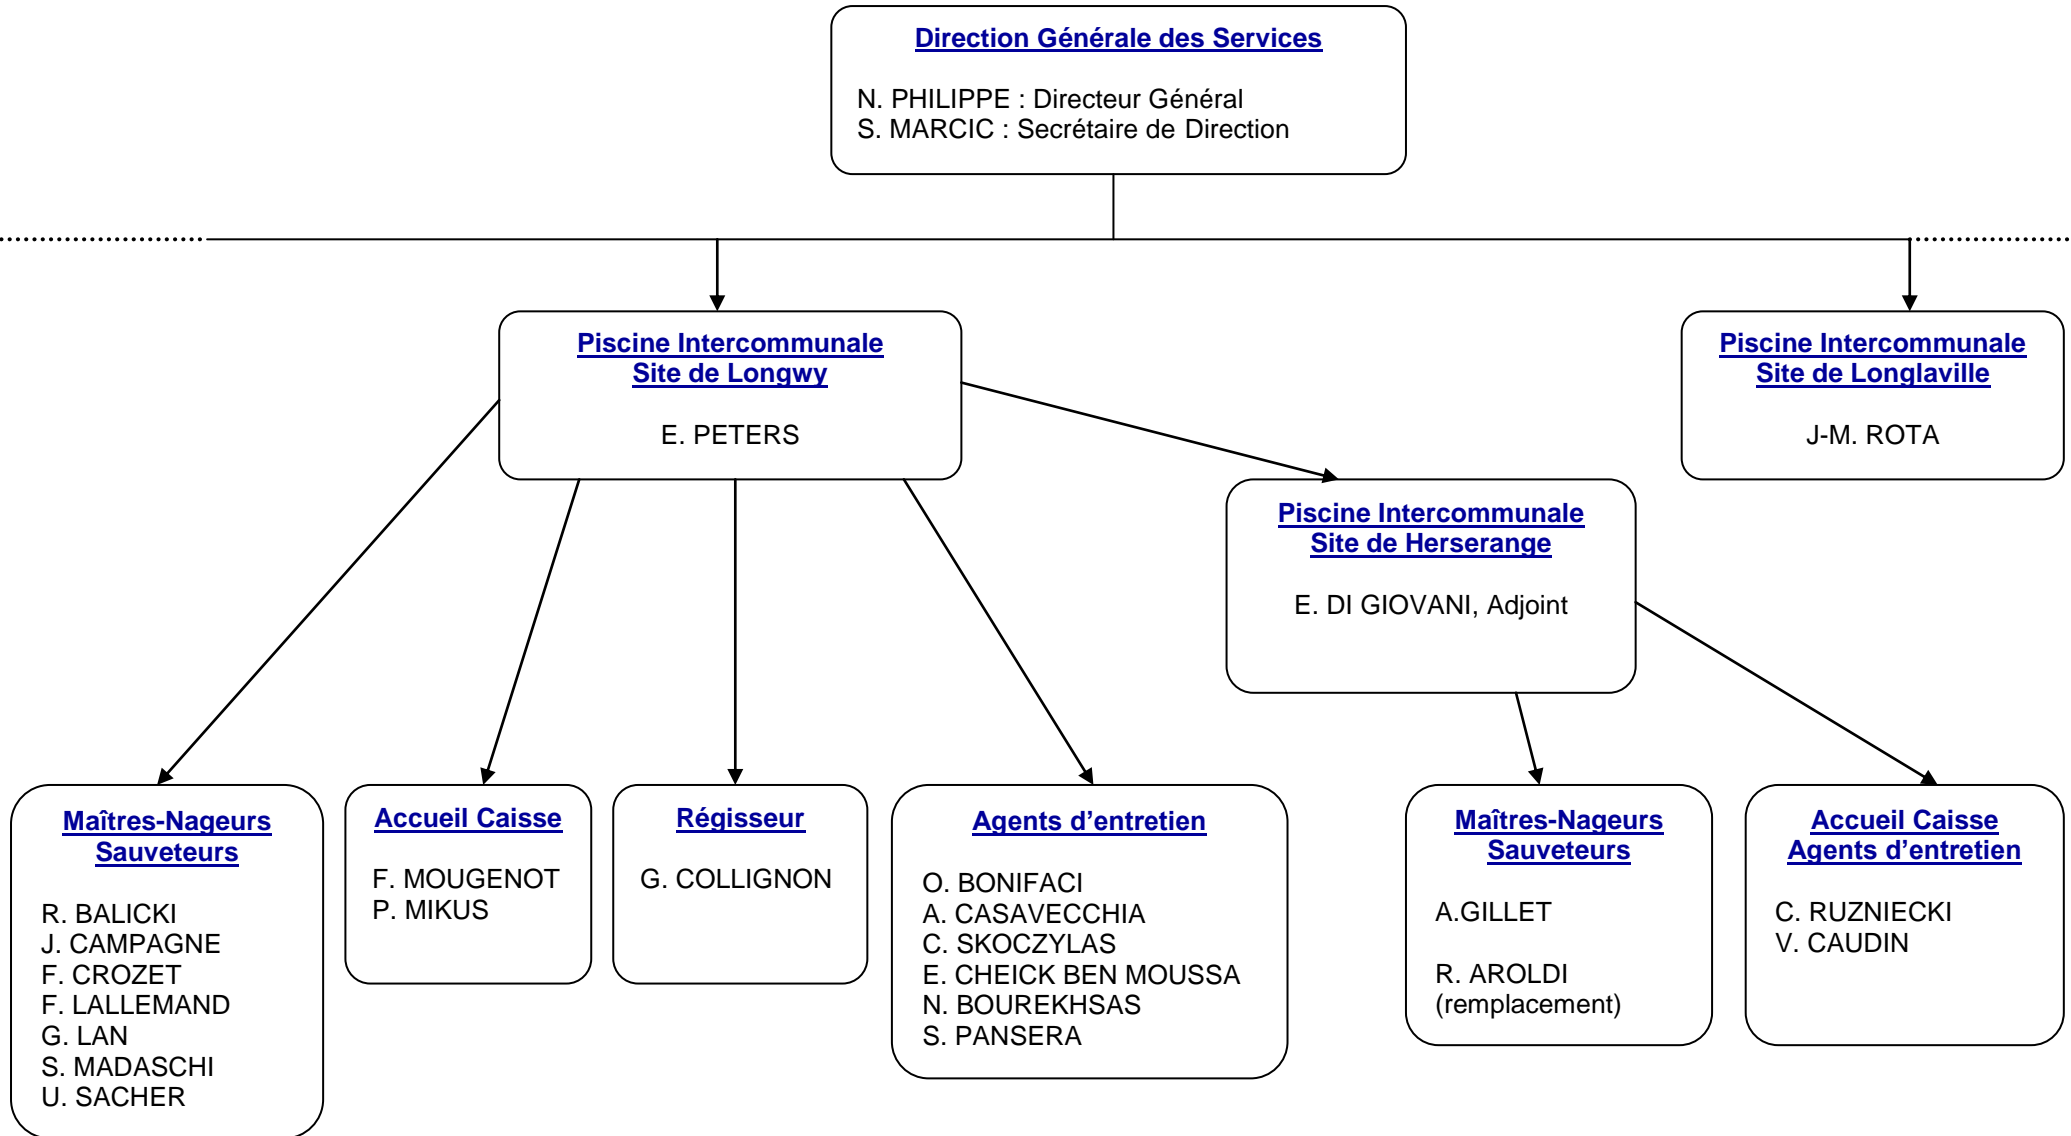 Direction Générale des Services
N. PHILIPPE : Directeur Général
S. MARCIC : Secrétaire de Direction
Piscine Intercommunale
Site de Longwy
E. PETERS
Piscine Intercommunale
Site de Longlaville
J-M. ROTA
Piscine Intercommunale
Site de Herserange
E. DI GIOVANI, Adjoint
Maîtres-Nageurs
Sauveteurs
R. BALICKI
J. CAMPAGNE
F. CROZET
F. LALLEMAND
G. LAN
S. MADASCHI
U. SACHER
Accueil Caisse
F. MOUGENOT
P. MIKUS
Régisseur
G. COLLIGNON
Agents d’entretien
O. BONIFACI
A. CASAVECCHIA
C. SKOCZYLAS
E. CHEICK BEN MOUSSA
N. BOUREKHSAS
S. PANSERA
Maîtres-Nageurs
Sauveteurs
A.GILLET
R. AROLDI
(remplacement)
Accueil Caisse
Agents d’entretien
C. RUZNIECKI
V. CAUDIN